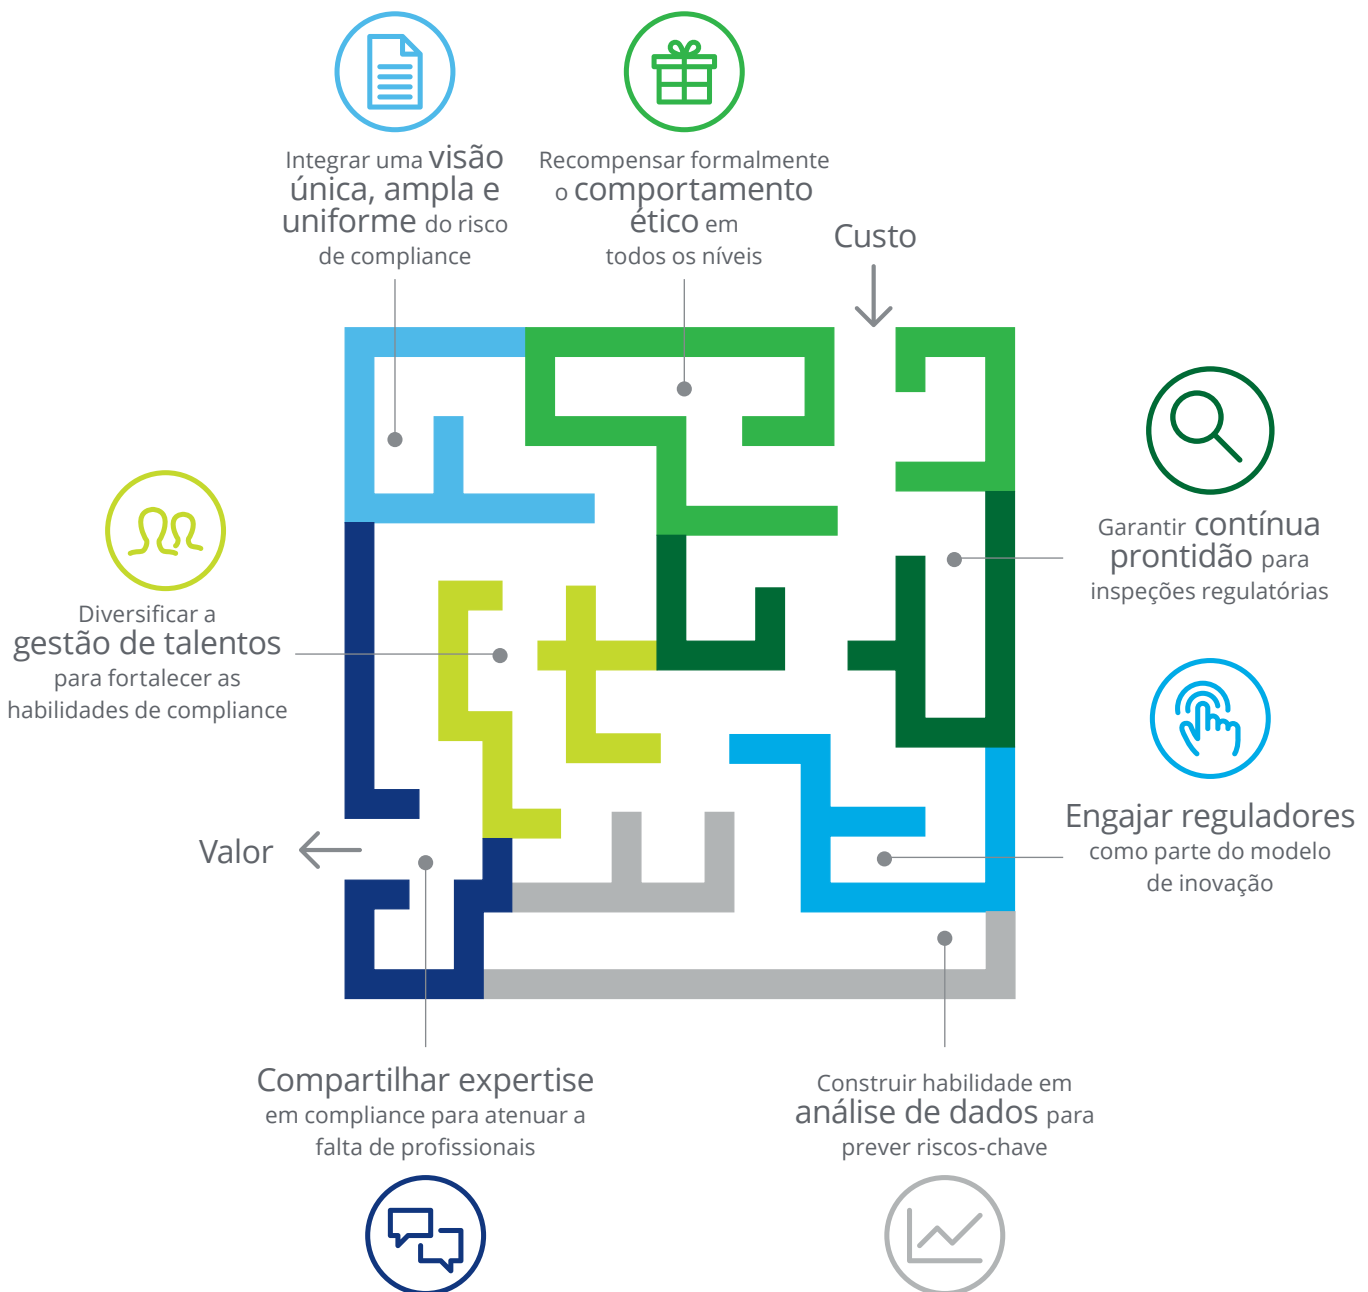 Integrar uma visão
única, ampla e
uniforme do risco
de compliance
Recompensar formalmente
o comportamento
ético em
todos os níveis
Custo
Garantir contínua
prontidão para
inspeções regulatórias
Diversificar a
gestão de talentos
para fortalecer as
habilidades de compliance
Engajar reguladores
como parte do modelo
de inovação
Valor
Compartilhar expertise
em compliance para atenuar a
falta de profissionais
Construir habilidade em
análise de dados para
prever riscos-chave